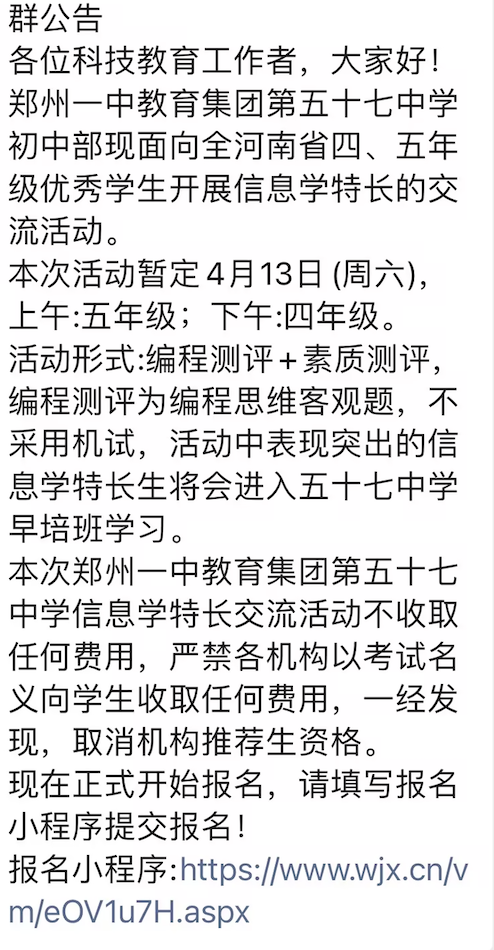 群公告
各位科技教育工作者，大家好！
郑州一中教育集团第五十七中学
初中部现面向全河南省四、五年
级优秀学生开展信息学特长的交
流活动。
本次活动暂定4月13日 (周六),
上午:五年级；下午:四年级。
活动形式:编程测评+素质测评，
编程测评为编程思维客观题，不
采用机试，活动中表现突出的信
息学特长生将会进入五十七中学
早培班学习。
本次郑州一中教育集团第五十七
中学信息学特长交流活动不收取
任何费用，严禁各机构以考试名
义向学生收取任何费用，一经发
现，取消机构推荐生资格。
现在正式开始报名，请填写报名
小程序提交报名！
报名小程序:https://www.wjx.cn/v
m/eOV1u7H.aspx